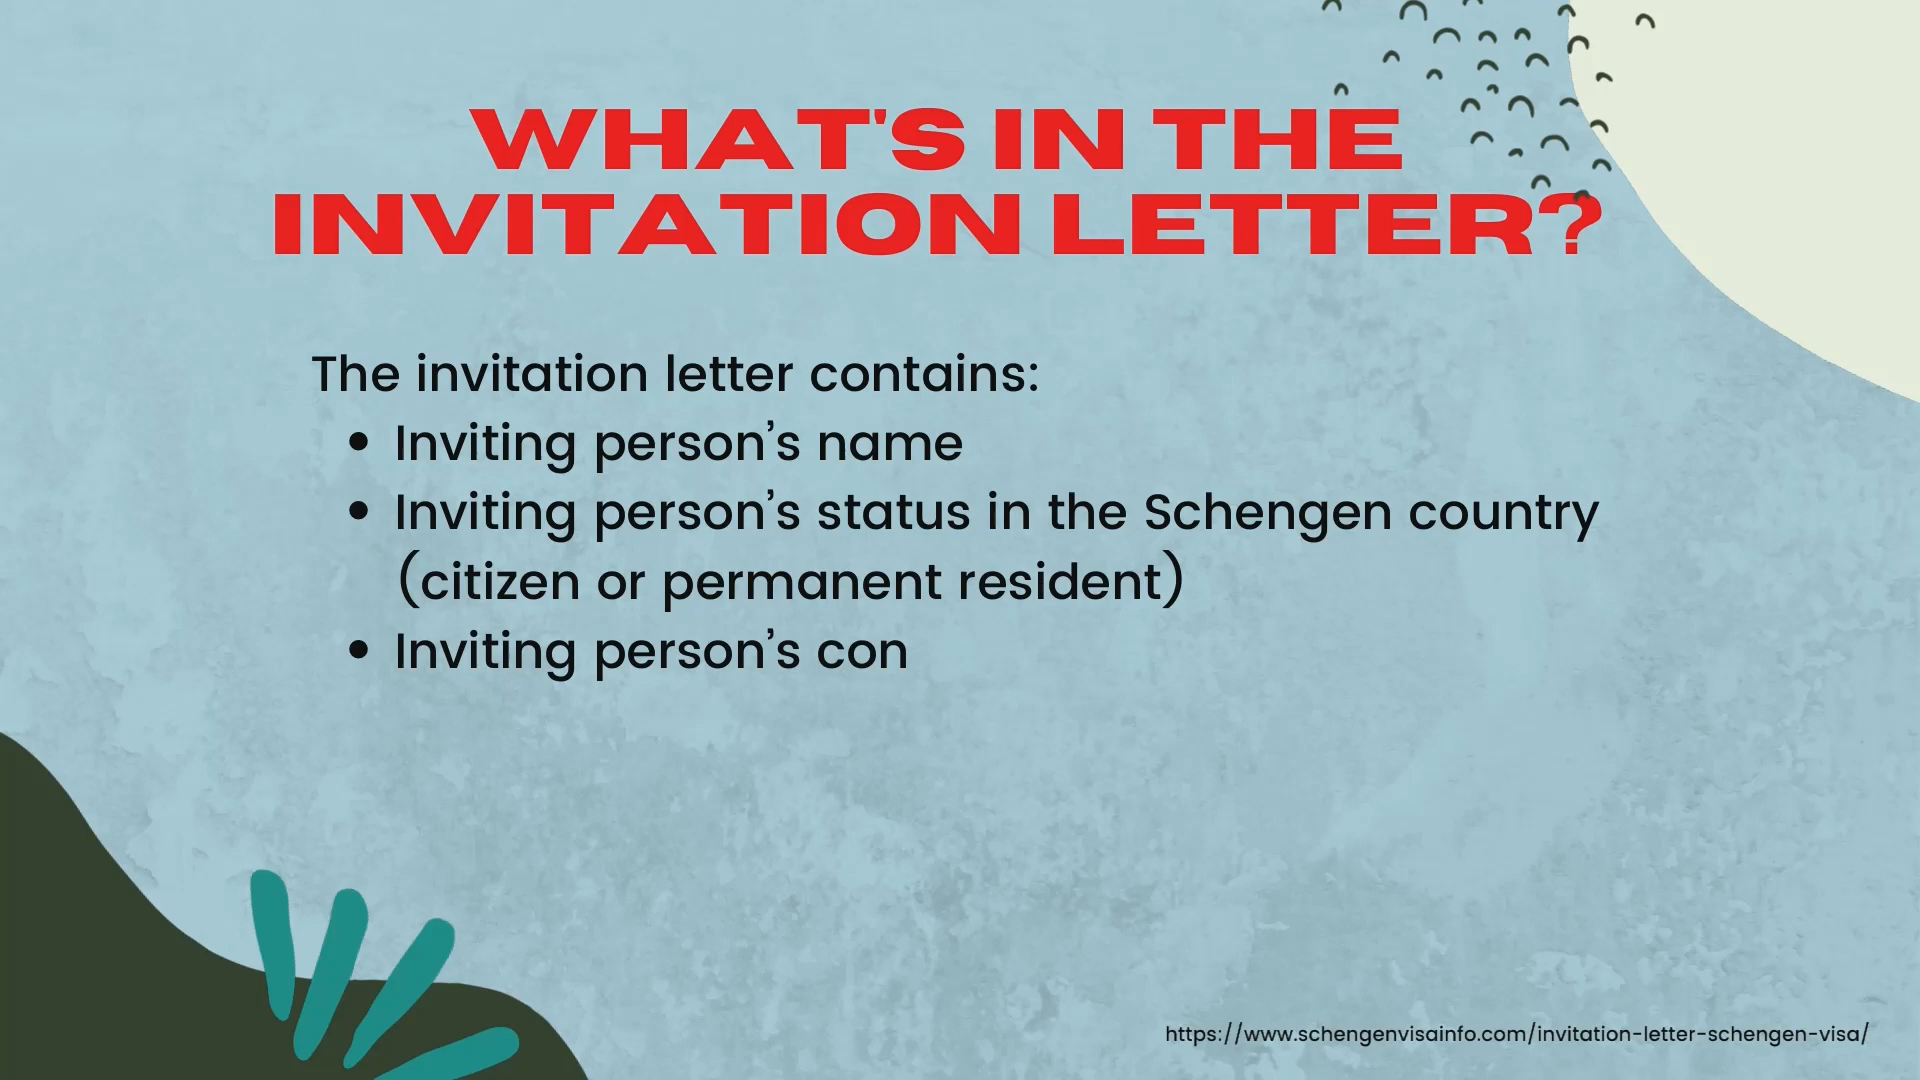 WHAT'S IN THE
INVITATION LETTER?
The invitation letter contains:
• Inviting person’s name
• Inviting person’s status in the Schengen country
(citizen or permanent resident)
• Inviting person’s con
https://www.schengenvisainfo.com/invitation-letter-schengen-visa/